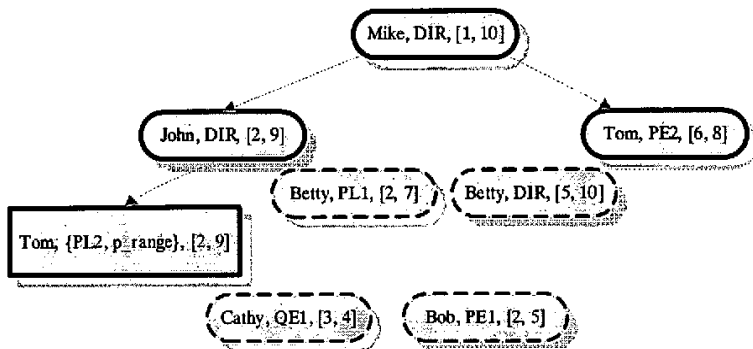 Mike, DIR, [1, 10]
John, DIR, [2, 9]
Tom, PE2, [6, 8]
Betty, PL1, [2, 7]
Betty, DIR, [5, 10]
Tom, {PL2, p_range}, [2, 9]
Cathy, QE1, [3, 4]
Bob, PE1, [2, 5]